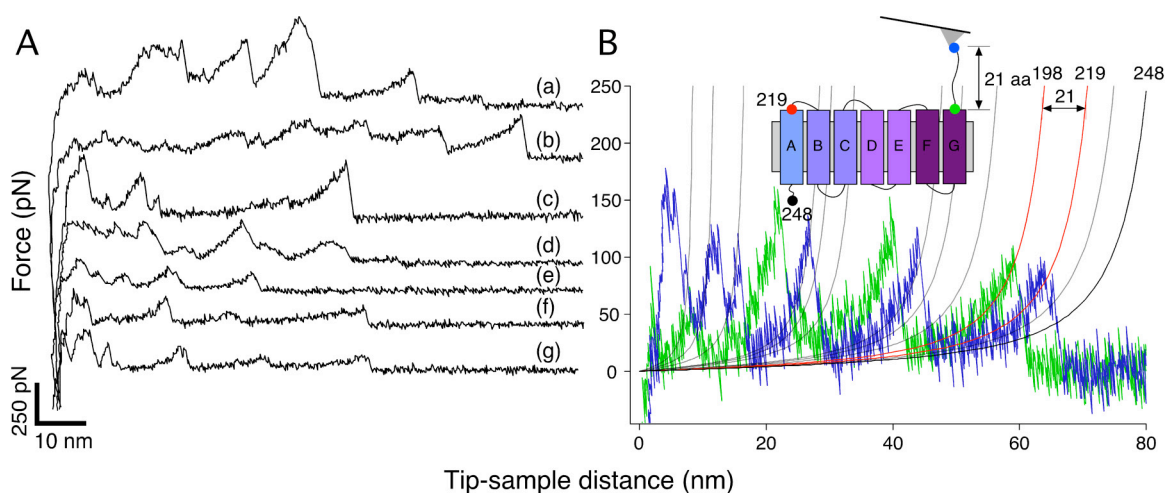 A
(a)
(b)
(c)
(d)
(e)
(f)
(g)
Force (pN)
250 pN
10 nm
B
21 aa
198 219 248
21
219
A B C D E F G
248
250
200
150
100
50
0
0 20 40 60 80
Tip-sample distance (nm)